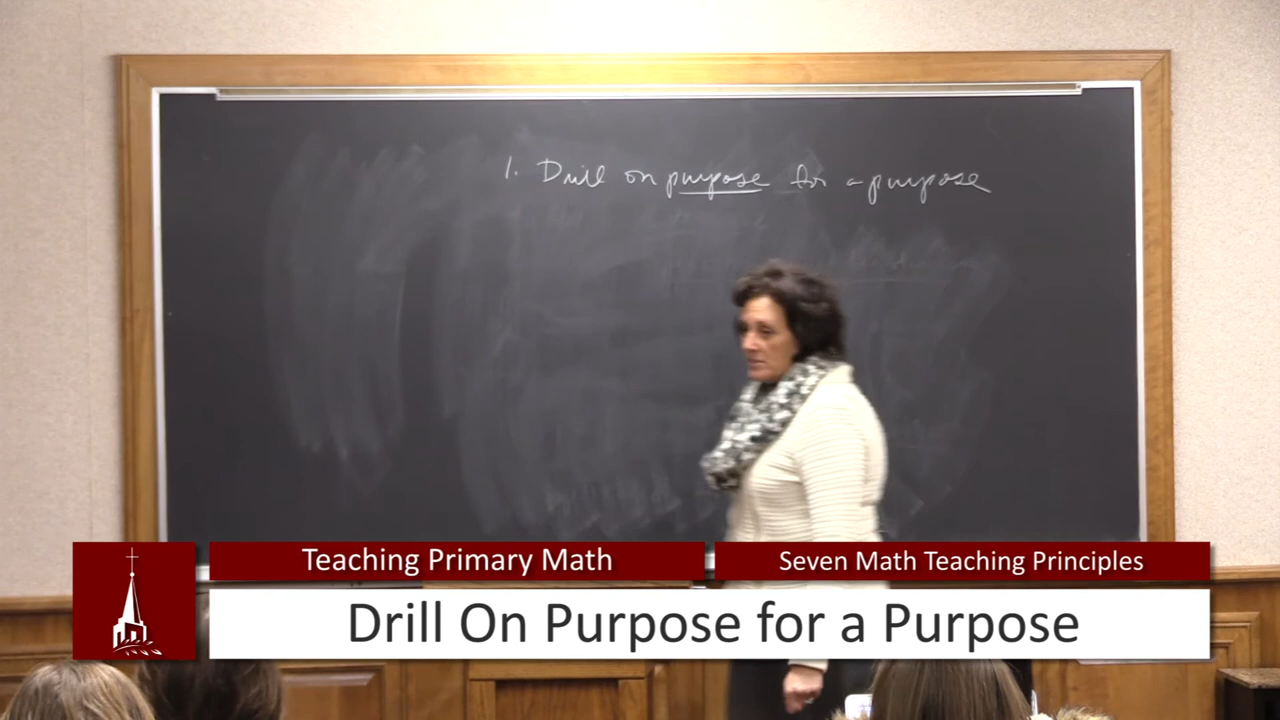 1. Drill on purpose for a purpose
Teaching Primary Math
Seven Math Teaching Principles
Drill On Purpose for a Purpose